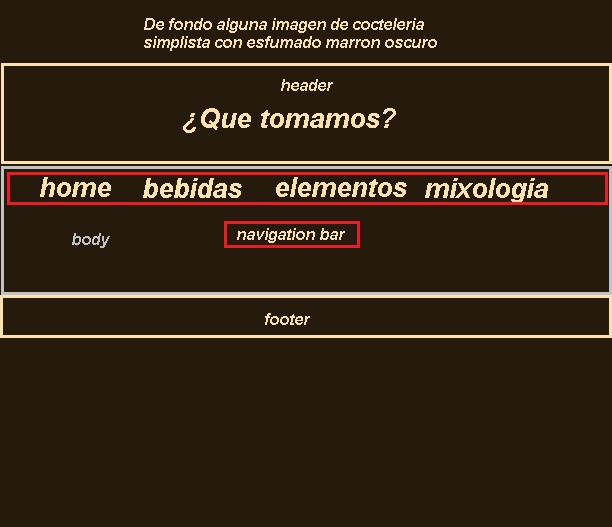 De fondo alguna imagen de cocteleria
simplista con esfumado marron oscuro
header
¿Que tomamos?
home bebidas elementos mixologia
body
navigation bar
footer